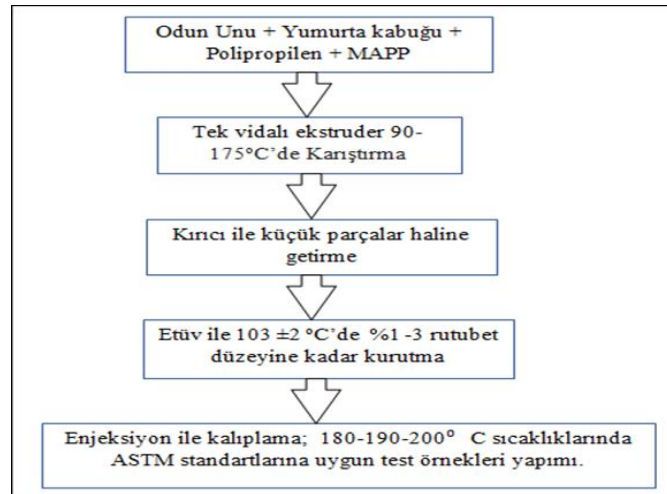 Odun Unu + Yumurta kabuğu +
Polipropilen + MAPP
Tek vidalı ekstruder 90-
175°C’de Karıştırma
Kırıcı ile küçük parçalar haline
getirme
Etüv ile 103 ±2 °C’de %1 -3 rutubet
düzeyine kadar kurutma
Enjeksiyon ile kalıplama; 180-190-200° C sıcaklıklarında
ASTM standartlarına uygun test örnekleri yapımı.